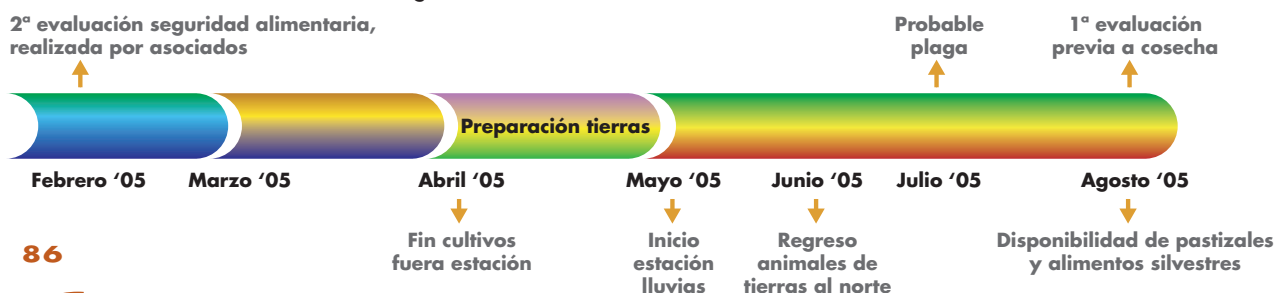 2ª evaluación seguridad alimentaria,
realizada por asociados
Probable
plaga
1ª evaluación
previa a cosecha
Preparación tierras
Febrero ‘05
Marzo ‘05
Abril ‘05
Mayo ‘05
Junio ‘05
Julio ‘05
Agosto ‘05
Fin cultivos
fuera estación
Inicio
estación
lluvias
Regreso
animales de
tierras al norte
Disponibilidad de pastizales
y alimentos silvestres
86